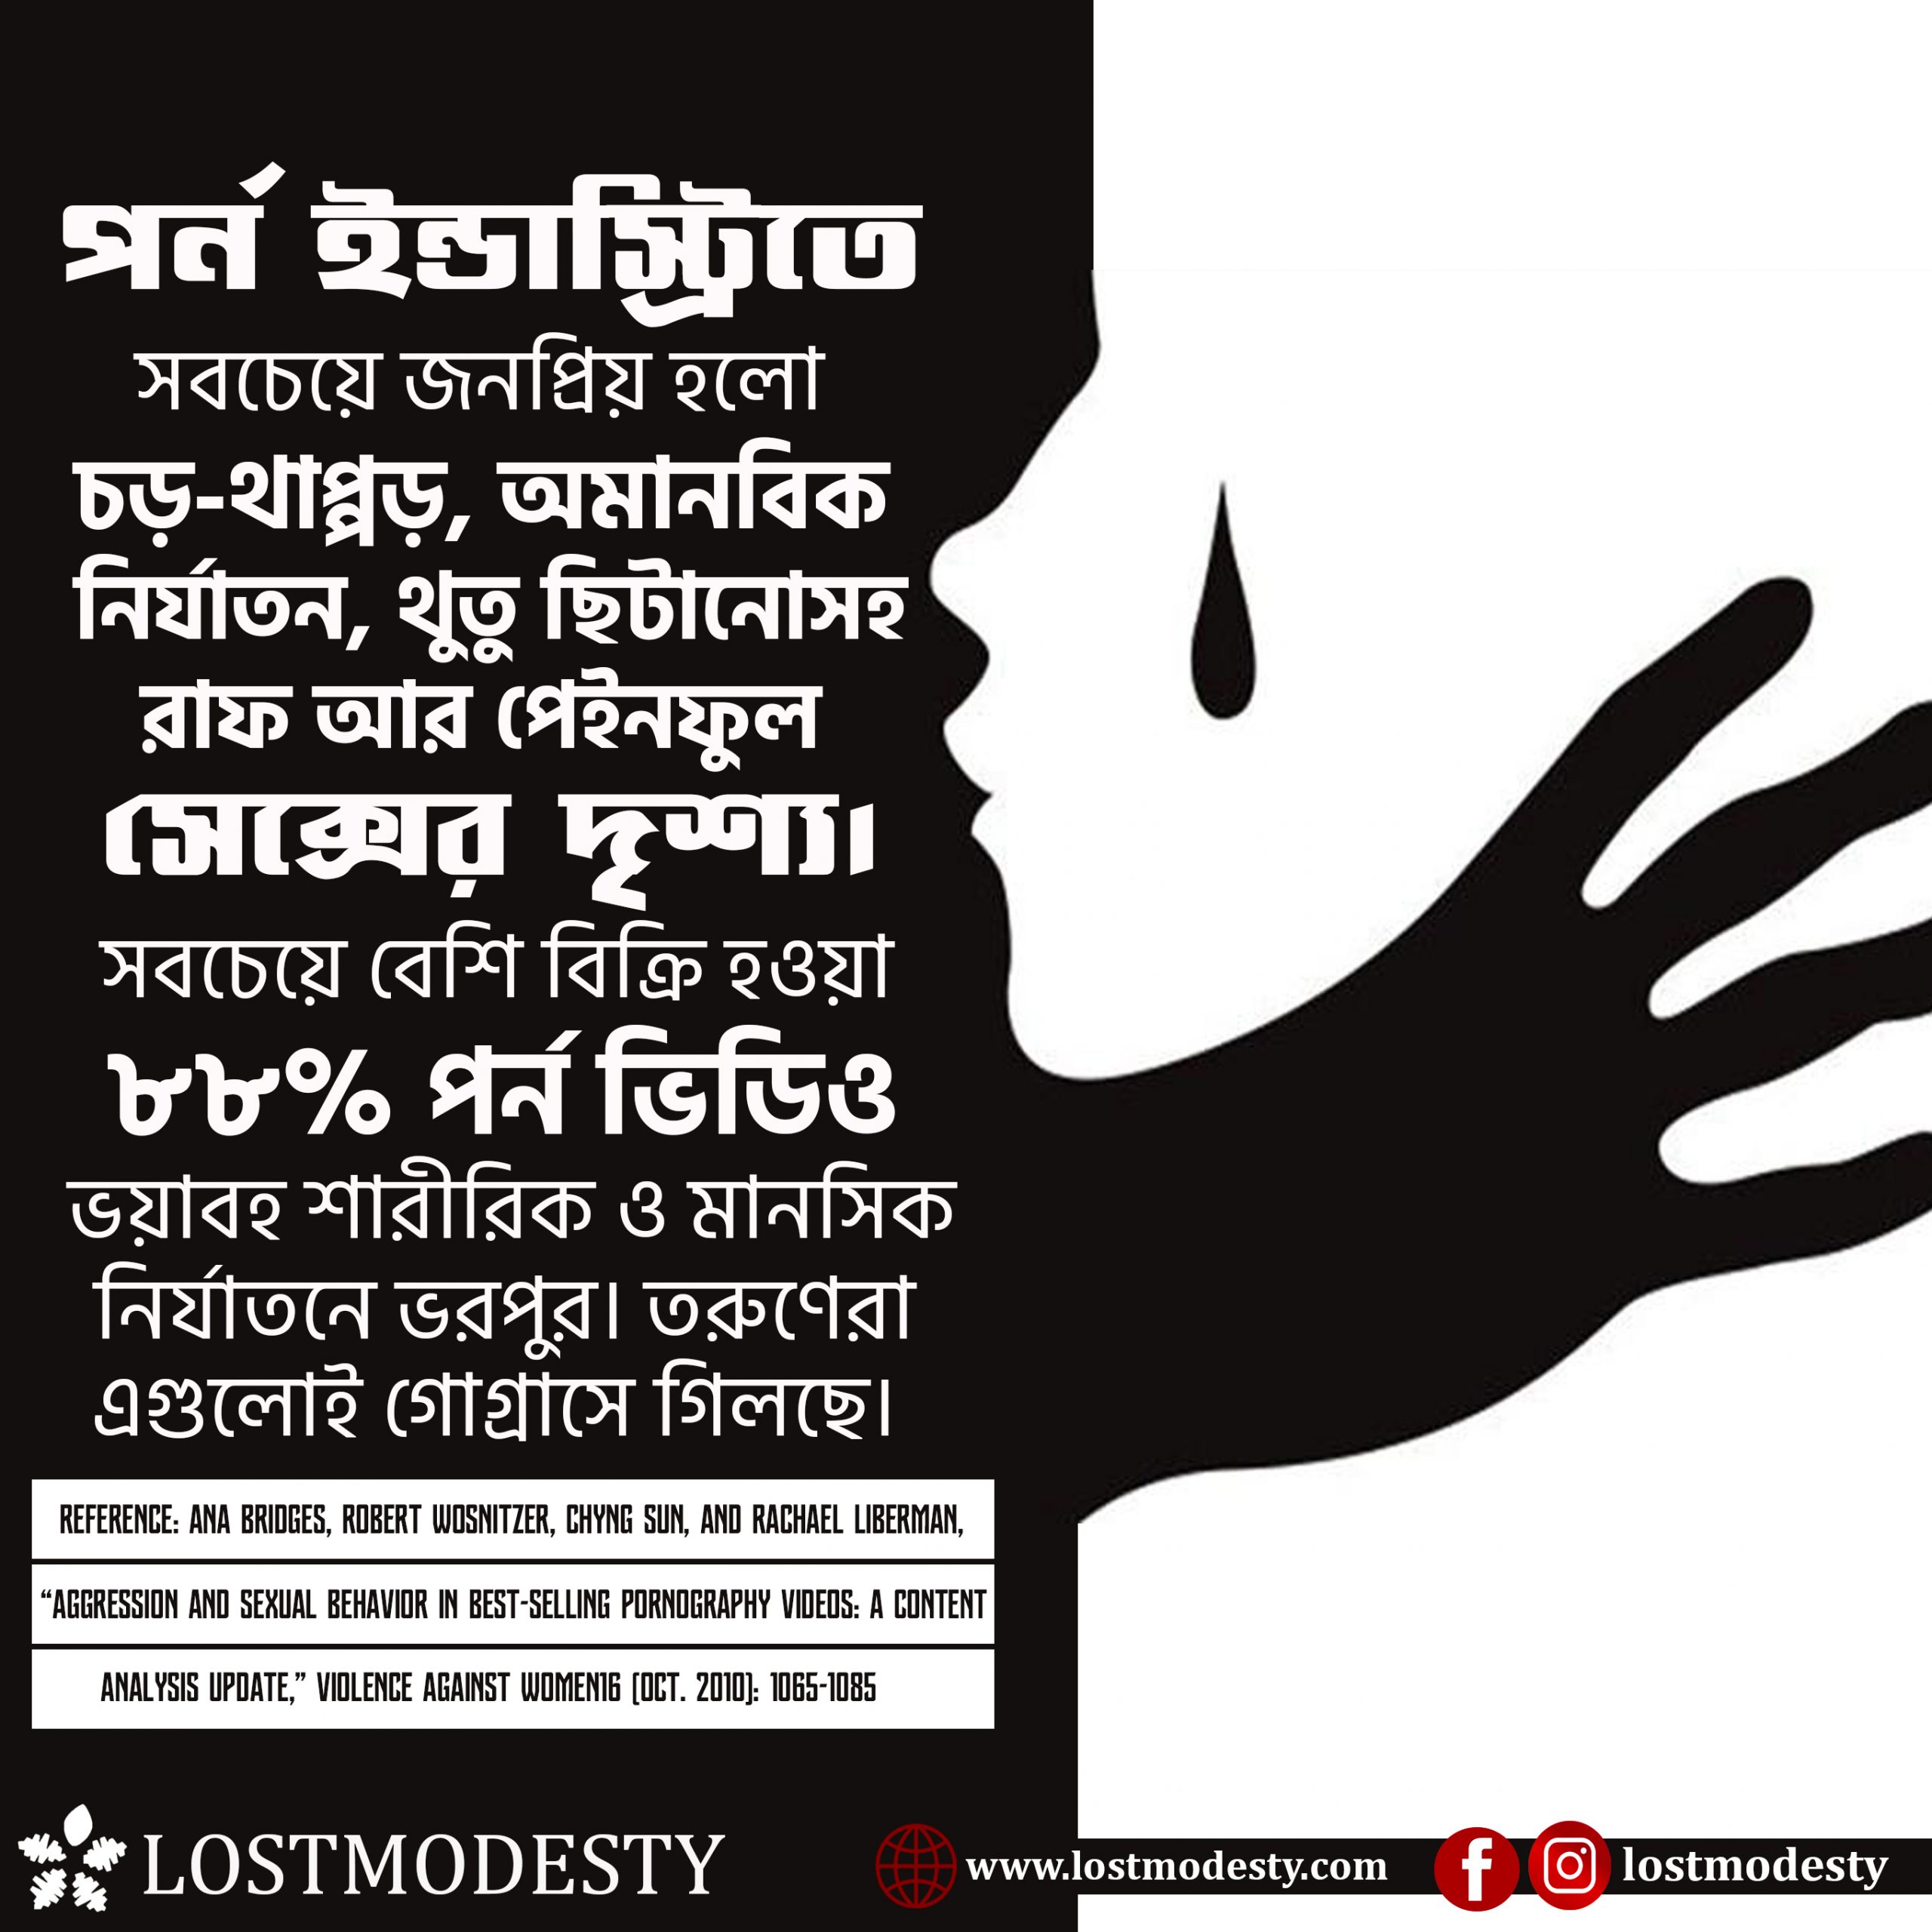 পর্ন ইন্ডাস্ট্রিতে
সবচেয়ে জনপ্রিয় হলো
চড়-থাপ্পড়, অমানবিক
নির্যাতন, থুতু ছিটানোসহ
রাফ আর পেইনফুল
সেক্সের দৃশ্য।
সবচেয়ে বেশি বিক্রি হওয়া
৮৮% পর্ন ভিডিও
ভয়াবহ শারীরিক ও মানসিক
নির্যাতনে ভরপুর। তরুণেরা
এগুলোই গোগ্রাসে গিলছে।
REFERENCE: ANA BRIDGES, ROBERT WOSNITZER, CHYNG SUN, AND RACHAEL LIBERMAN,
“AGGRESSION AND SEXUAL BEHAVIOR IN BEST-SELLING PORNOGRAPHY VIDEOS: A CONTENT
ANALYSIS UPDATE,” VIOLENCE AGAINST WOMEN16 (OCT. 2010): 1065-1085
LOSTMODESTY
www.lostmodesty.com
lostmodesty